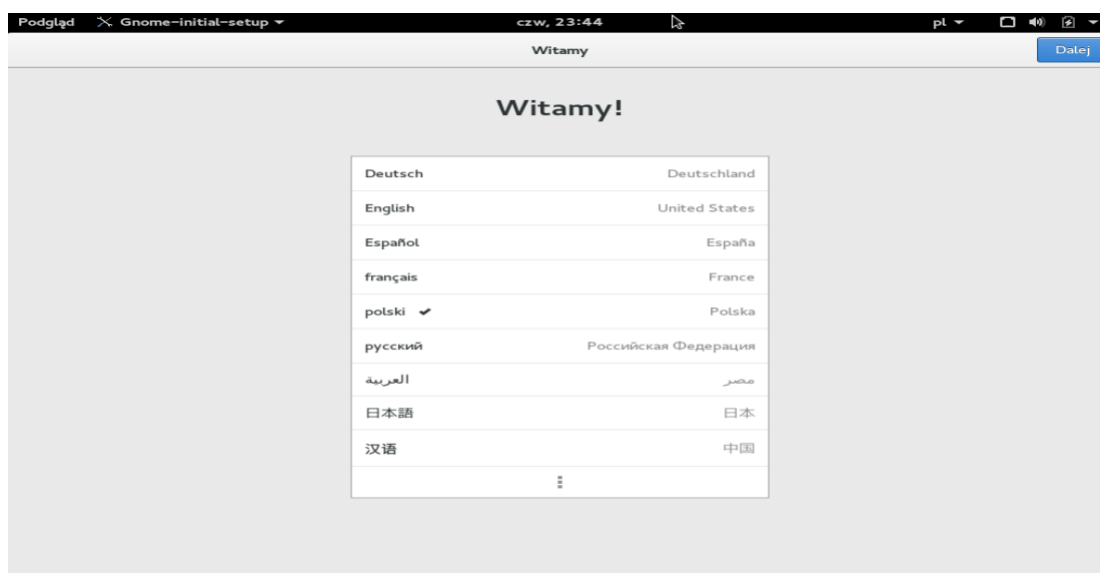 Podgląd Gnome-initial-setup czw, 23:44 pl
Witamy Dalej
Witamy!
Deutsch Deutschland
English United States
Español España
français France
polski Polska
русский Российская Федерация
العربية مصر
日本語 日本
汉语 中国